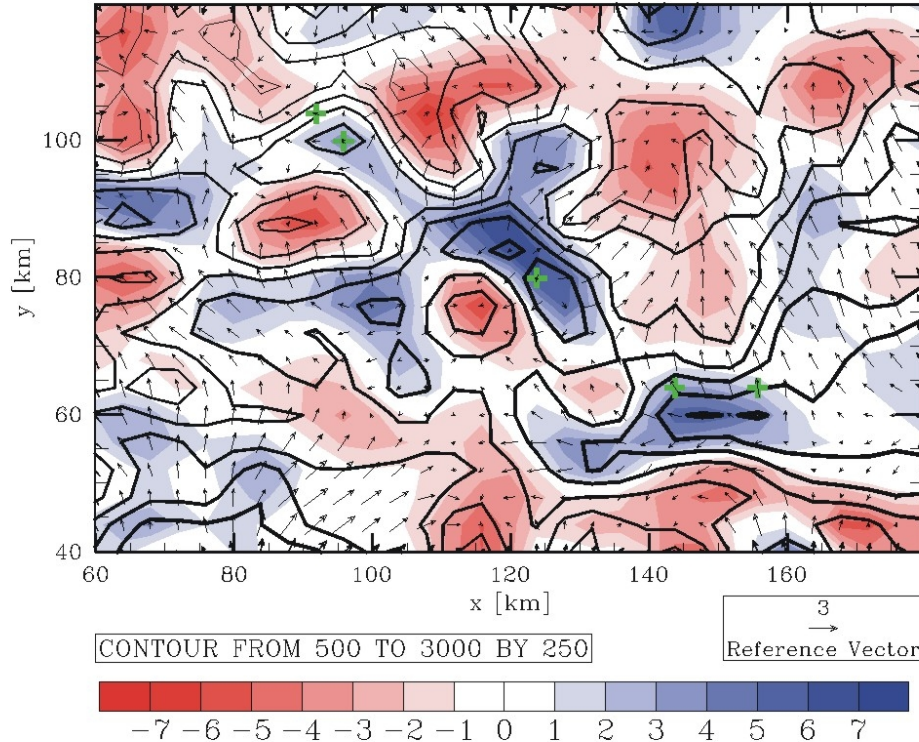 100
80
60
40
y [km]
60 80 100 120 140 160
x [km]
3
Reference Vector
CONTOUR FROM 500 TO 3000 BY 250
−7 −6 −5 −4 −3 −2 −1 0 1 2 3 4 5 6 7